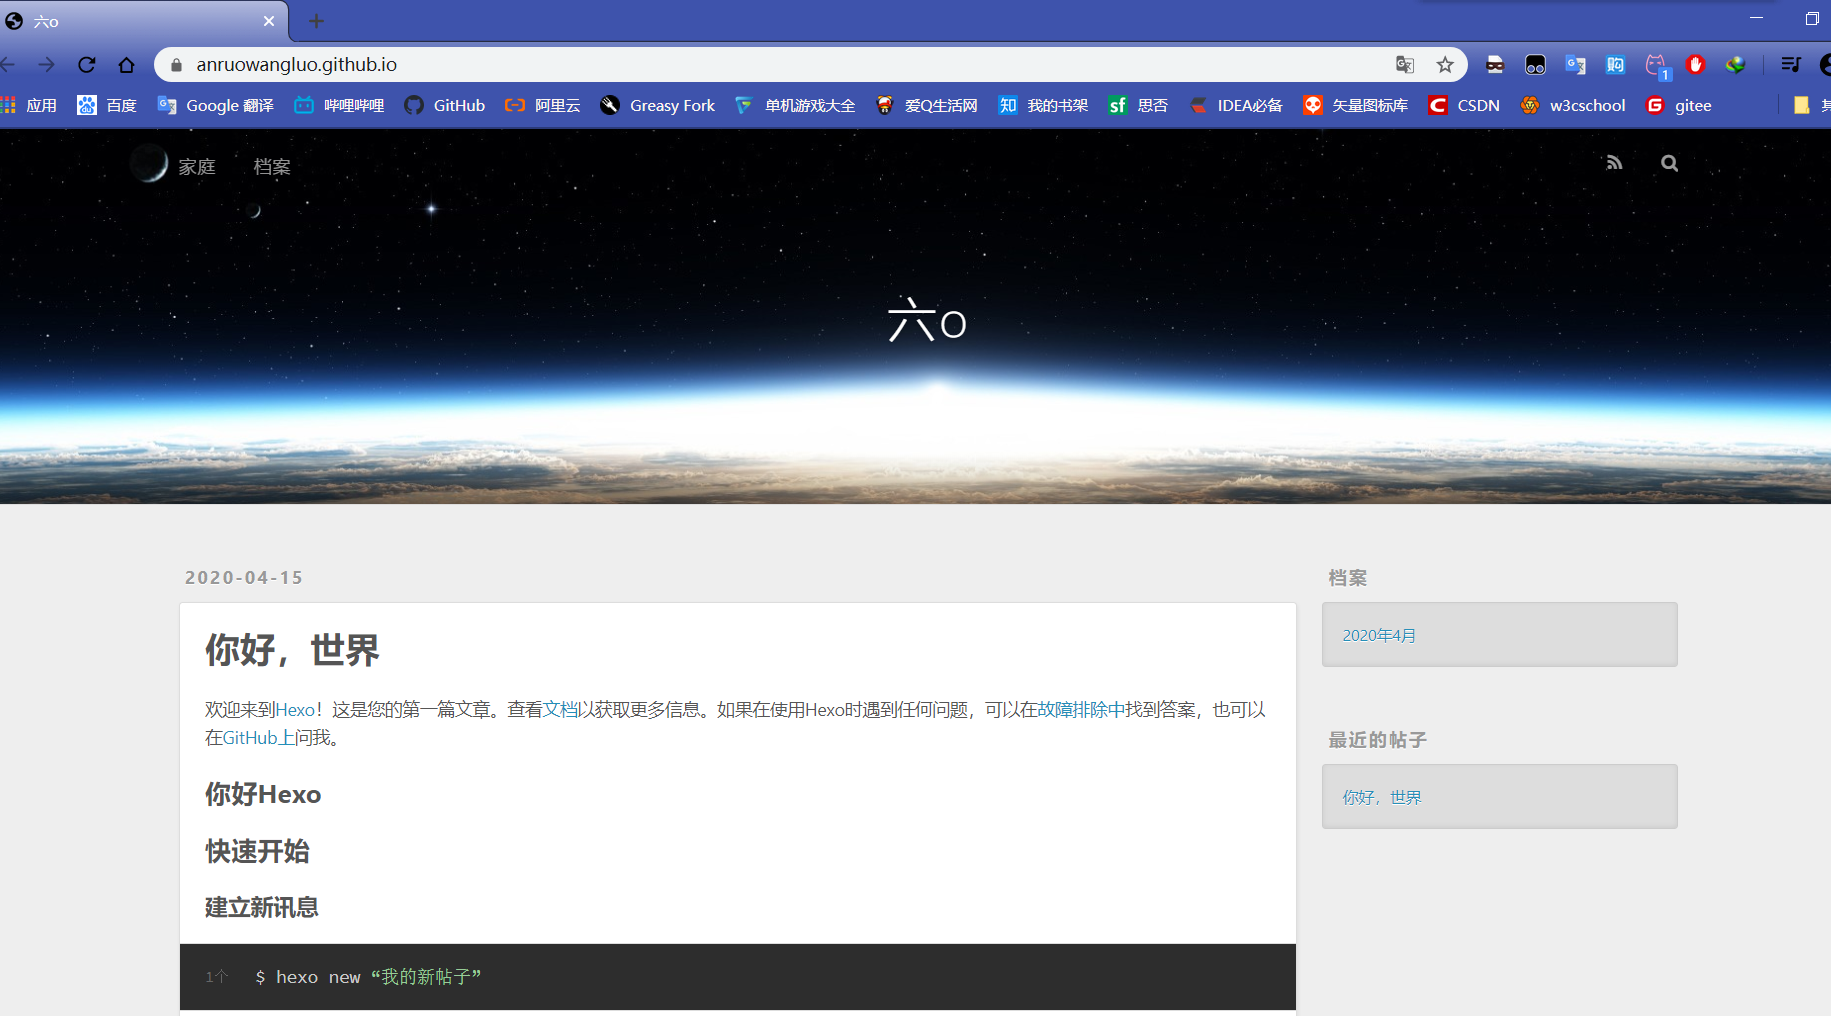 六o
anruowangluo.github.io
应用 百度 Google 翻译 哔哩哔哩 GitHub 阿里云 Greasy Fork 单机游戏大全 爱Q生活网 知 我的书架 sf 思否 IDEA必备 矢量图标库 CSDN w3cschool gitee
购
1
家庭 档案
六o
2020-04-15
你好，世界
欢迎来到Hexo！这是您的第一篇文章。查看文档以获取更多信息。如果在使用Hexo时遇到任何问题，可以在故障排除中找到答案，也可以
在GitHub上问我。
你好Hexo
快速开始
建立新讯息
1个 $ hexo new “我的新帖子”
档案
2020年4月
最近的帖子
你好，世界